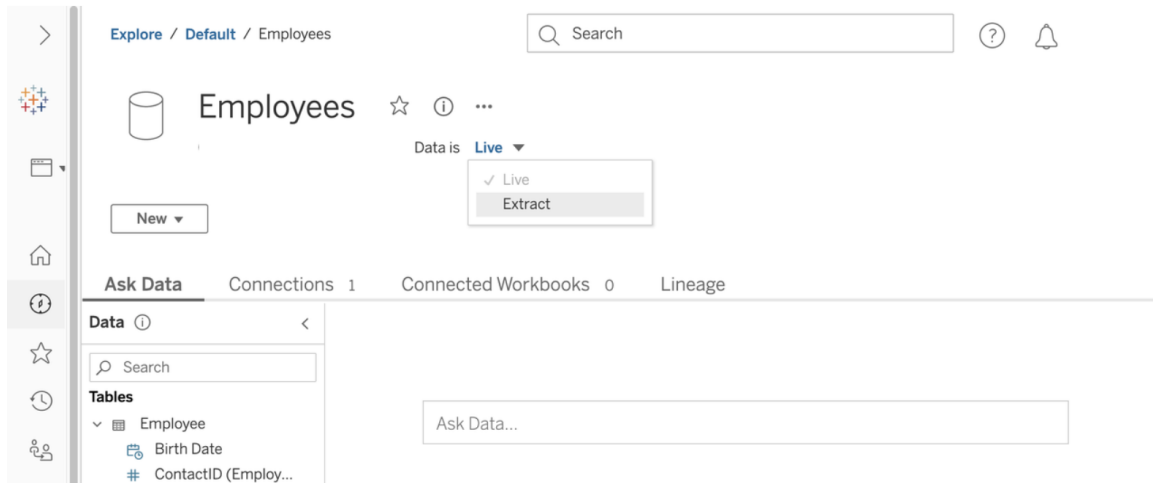 Explore / Default / Employees
Search
Employees
Data is Live
Live
Extract
New
Ask Data
Connections 1
Connected Workbooks 0
Lineage
Data
Search
Tables
Employee
Birth Date
ContactID (Employ...
Ask Data...